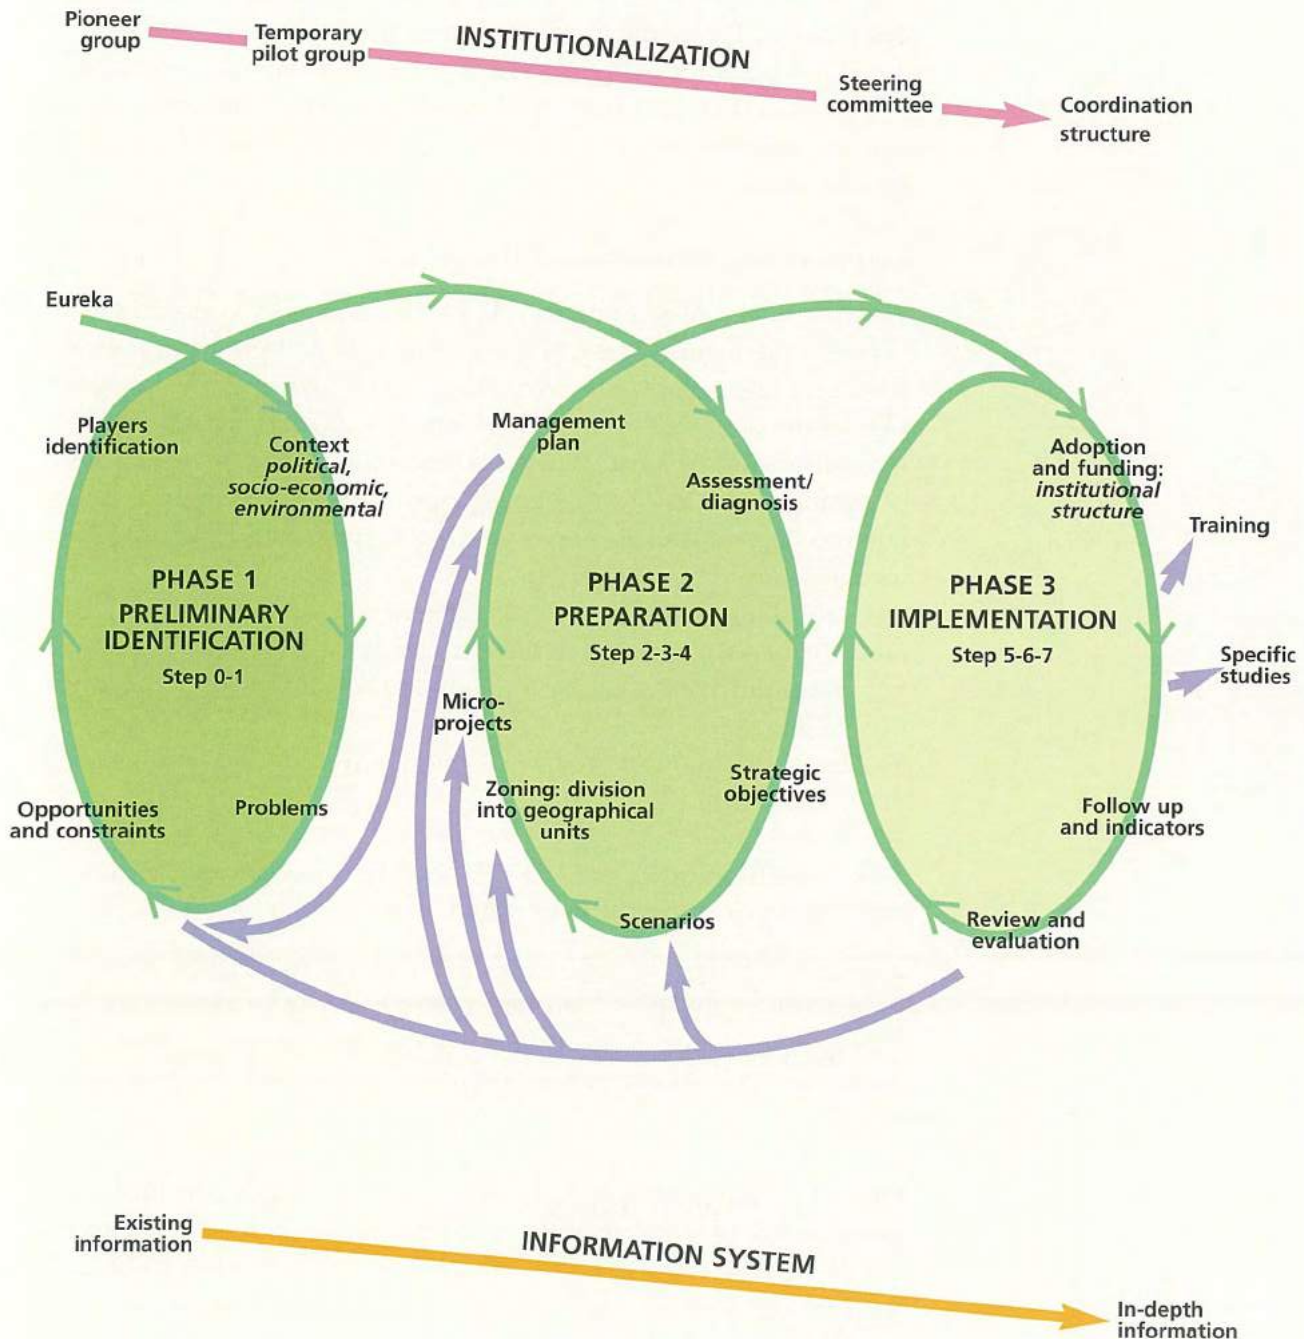 Pioneer
group
Temporary
pilot group
INSTITUTIONALIZATION
Steering
committee
Coordination
structure
Eureka
Players
identification
Context
political,
socio-economic,
environmental
PHASE 1
PRELIMINARY
IDENTIFICATION
Step 0-1
Opportunities
and constraints
Problems
Management
plan
Assessment/
diagnosis
PHASE 2
PREPARATION
Step 2-3-4
Micro-
projects
Zoning: division
into geographical
units
Strategic
objectives
Scenarios
Adoption
and funding:
institutional
structure
Training
PHASE 3
IMPLEMENTATION
Step 5-6-7
Specific
studies
Follow up
and indicators
Review and
evaluation
Existing
information
INFORMATION SYSTEM
In-depth
information